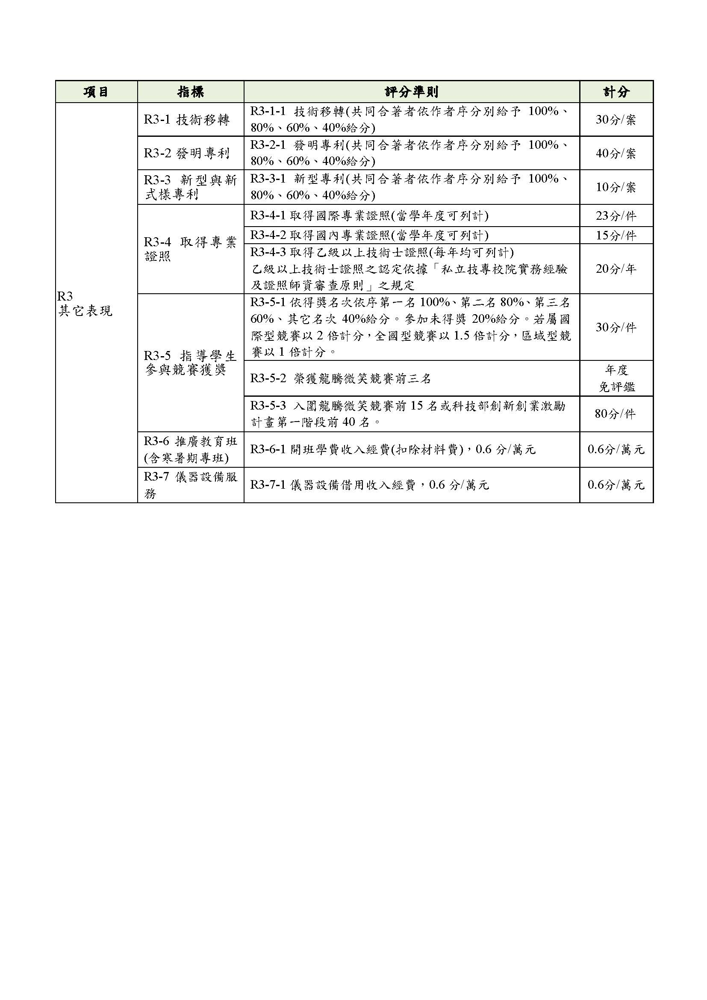 項目 指標 評分準則 計分
R3
其它表現
R3-1 技術移轉
R3-1-1 技術移轉(共同合著者依作者序分別給予 100%、
80%、60%、40%給分)
30分/案
R3-2 發明專利
R3-2-1 發明專利(共同合著者依作者序分別給予 100%、
80%、60%、40%給分)
40分/案
R3-3 新型與新
式樣專利
R3-3-1 新型專利(共同合著者依作者序分別給予 100%、
80%、60%、40%給分)
10分/案
R3-4 取得專業
證照
R3-4-1 取得國際專業證照(當學年度可列計)
23分/件
R3-4-2 取得國內專業證照(當學年度可列計)
15分/件
R3-4-3 取得乙級以上技術士證照(每年均可列計)
乙級以上技術士證照之認定依據「私立技專校院實務經驗
及證照師資審查原則」之規定
20分/年
R3-5 指導學生
參與競賽獲獎
R3-5-1 依得獎名次依序第一名 100%、第二名 80%、第三名
60%、其它名次 40%給分。參加未得獎 20%給分。若屬國
際型競賽以 2 倍計分，全國型競賽以 1.5 倍計分，區域型競
賽以 1 倍計分。
30分/件
R3-5-2 榮獲龍騰微笑競賽前三名
年度
免評鑑
R3-5-3 入圍龍騰微笑競賽前 15 名或科技部創新創業激勵
計畫第一階段前 40 名。
80分/件
R3-6 推廣教育班
(含寒暑期專班)
R3-6-1 開班學費收入經費(扣除材料費)，0.6 分/萬元
0.6分/萬元
R3-7 儀器設備服
務
R3-7-1 儀器設備借用收入經費，0.6 分/萬元
0.6分/萬元